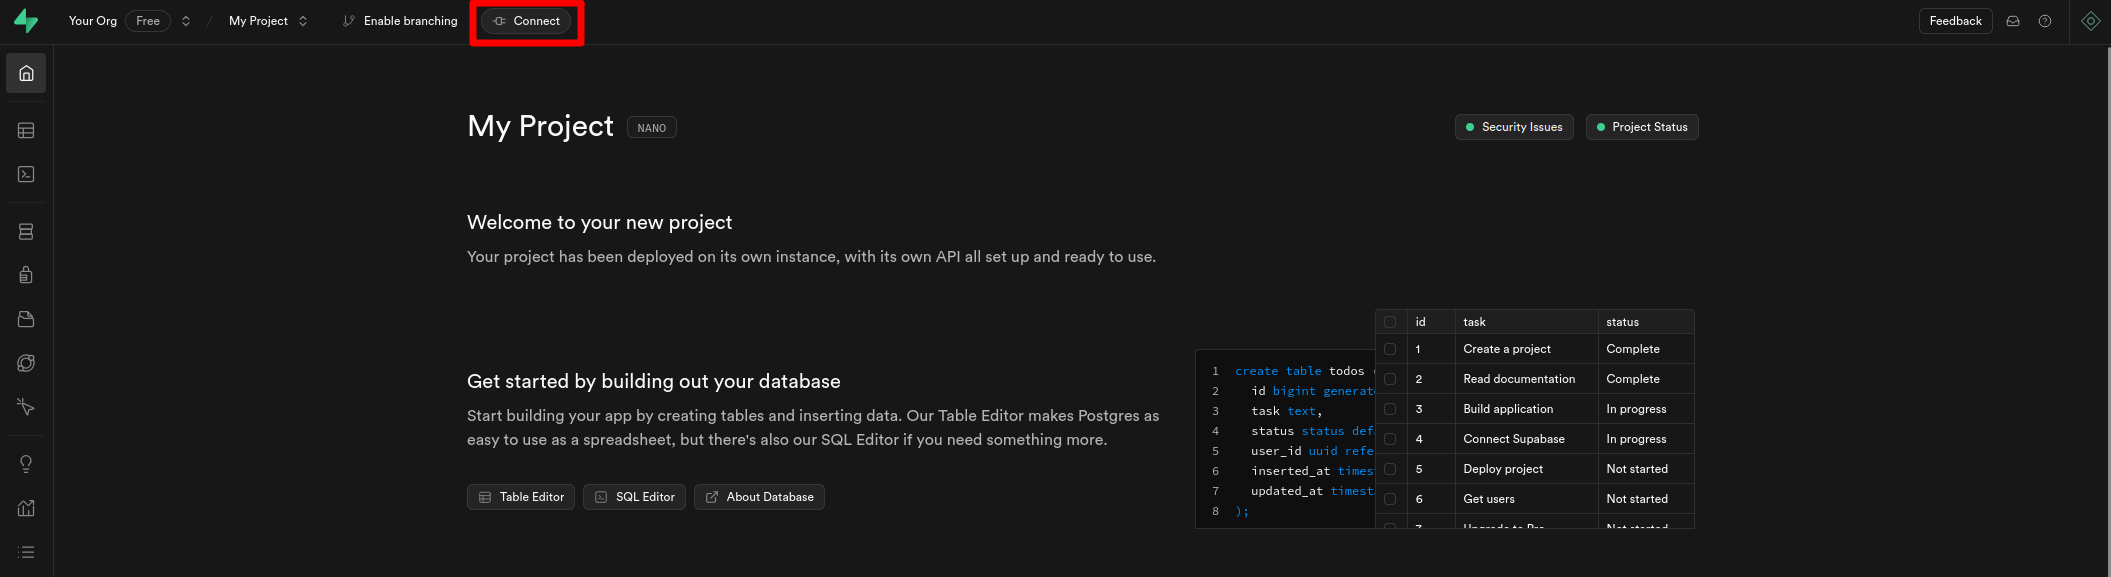 Your Org Free / My Project Enable branching Connect Feedback
My Project NANO Security Issues Project Status
Welcome to your new project
Your project has been deployed on its own instance, with its own API all set up and ready to use.
Get started by building out your database
Start building your app by creating tables and inserting data. Our Table Editor makes Postgres as
easy to use as a spreadsheet, but there's also our SQL Editor if you need something more.
Table Editor SQL Editor About Database
1 create table todos
2 id bigint
3 task text,
4 status status
5 user_id uuid
6 inserted_at
7 updated_at
8 );
id task status
1 Create a project Complete
2 Read documentation Complete
3 Build application In progress
4 Connect Supabase In progress
5 Deploy project Not started
6 Get users Not started
7 Upgrade to Pro Not started